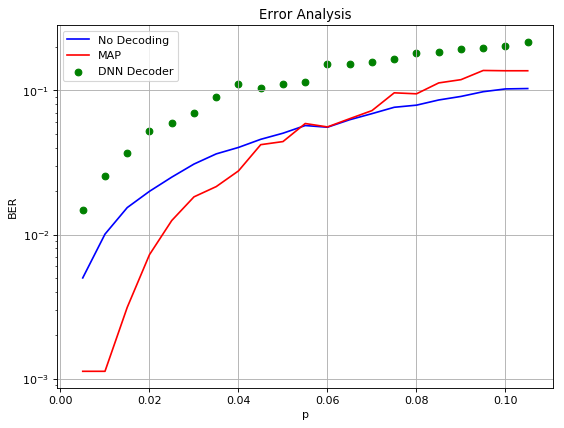 Error Analysis
No Decoding
MAP
DNN Decoder
10⁻¹
10⁻²
10⁻³
BER
0.00 0.02 0.04 0.06 0.08 0.10
p